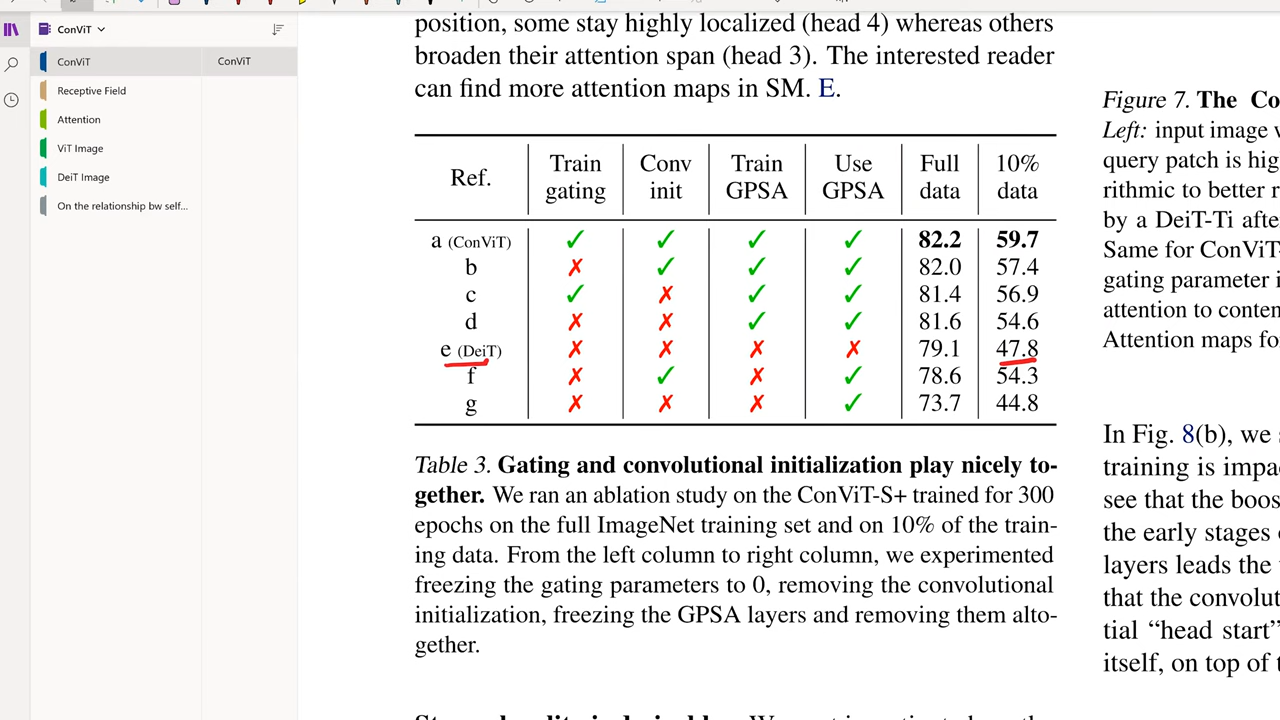 ConViT
ConViT
Receptive Field
Attention
ViT Image
DeiT Image
On the relationship bw self...
ConViT
position, some stay highly localized (head 4) whereas others
broaden their attention span (head 3). The interested reader
can find more attention maps in SM. E.
Ref. Train gating Conv init Train GPSA Use GPSA Full data 10% data
a (ConViT) ✓ ✓ ✓ ✓ 82.2 59.7
b ✗ ✓ ✓ ✓ 82.0 57.4
c ✓ ✗ ✓ ✓ 81.4 56.9
d ✗ ✗ ✓ ✓ 81.6 54.6
e (DeiT) ✗ ✗ ✗ ✗ 79.1 47.8
f ✗ ✓ ✗ ✓ 78.6 54.3
g ✗ ✗ ✗ ✓ 73.7 44.8
Table 3. Gating and convolutional initialization play nicely to-
gether. We ran an ablation study on the ConViT-S+ trained for 300
epochs on the full ImageNet training set and on 10% of the train-
ing data. From the left column to right column, we experimented
freezing the gating parameters to 0, removing the convolutional
initialization, freezing the GPSA layers and removing them alto-
gether.
Figure 7. The Co
Left: input image
query patch is hig
rithmic to better r
by a DeiT-Ti afte
Same for ConViT-
gating parameter i
attention to conten
Attention maps fo
In Fig. 8(b), we
training is impa
see that the boos
the early stages
layers leads the
that the convolut
tial “head start”
itself, on top of